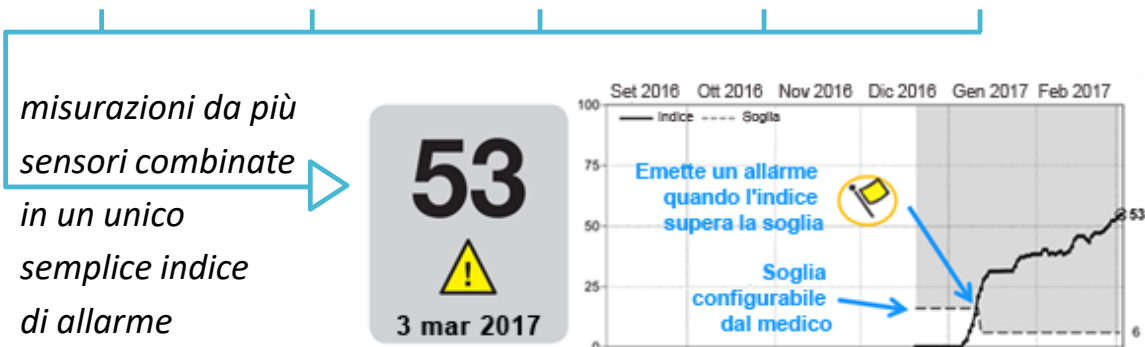 misurazioni da più
sensori combinate
in un unico
semplice indice
di allarme
53
3 mar 2017
Set 2016 Ott 2016 Nov 2016 Dic 2016 Gen 2017 Feb 2017
100
Indice Soglia
75
Emette un allarme
quando l'indice
supera la soglia
50
53
Soglia
25
configurabile
dal medico
6
0